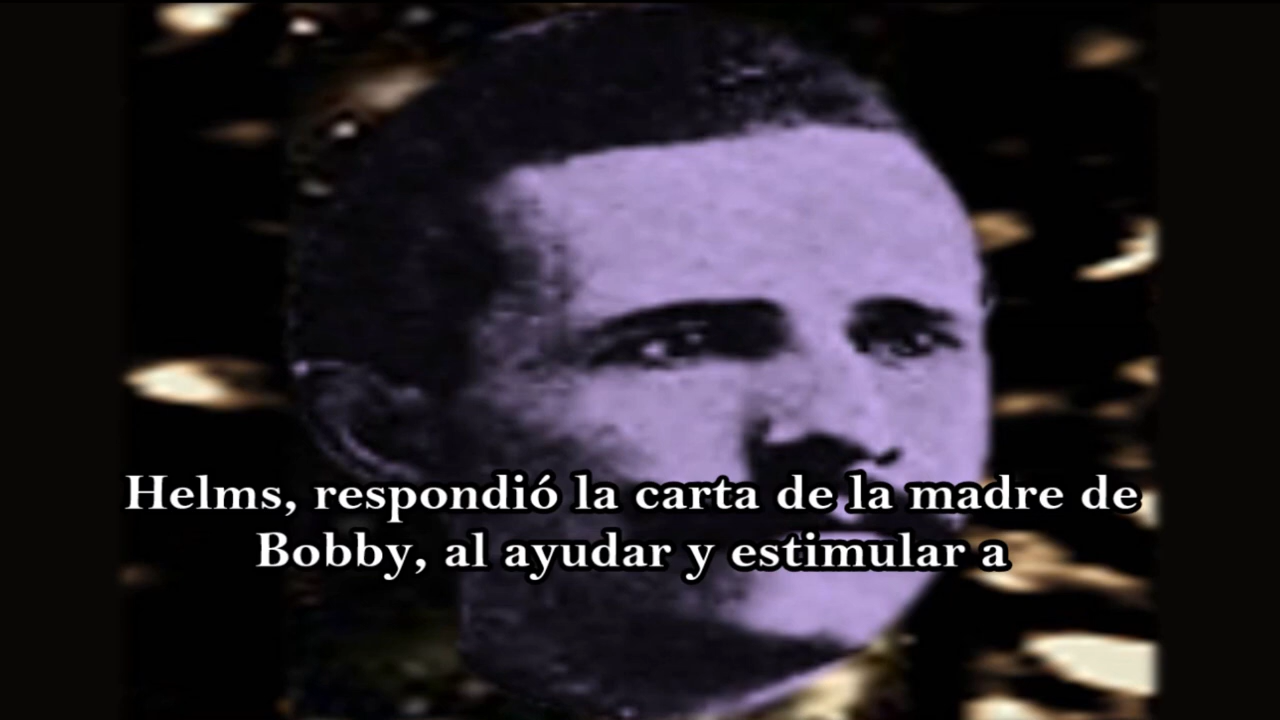 Helms, respondió la carta de la madre de
Bobby, al ayudar y estimular a